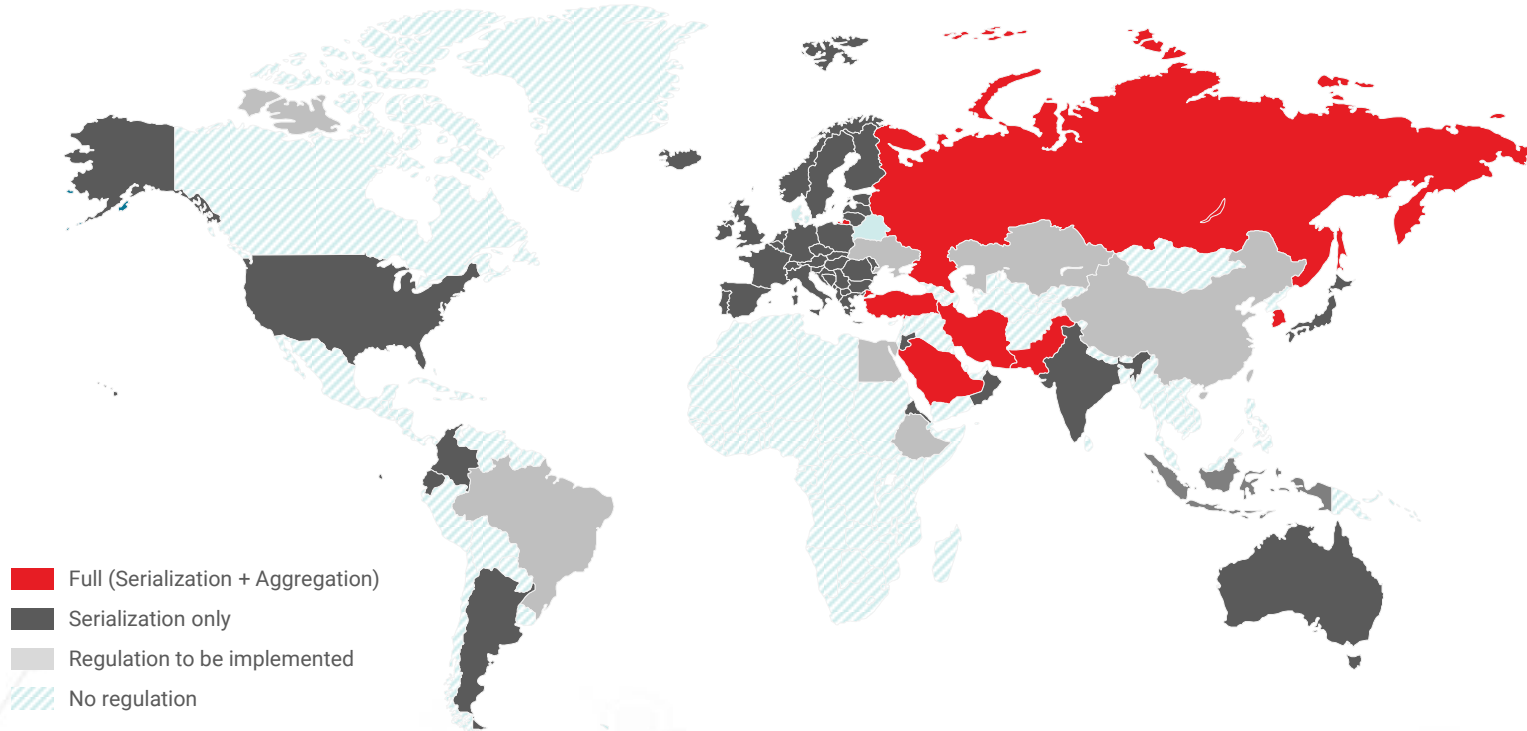 Full (Serialization + Aggregation)
Serialization only
Regulation to be implemented
No regulation